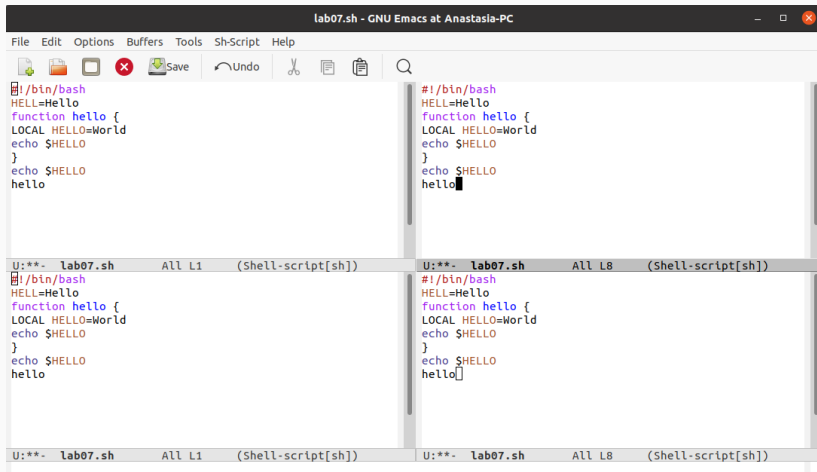 lab07.sh - GNU Emacs at Anastasia-PC
File Edit Options Buffers Tools Sh-Script Help
Save Undo
#!/bin/bash
HELL=Hello
function hello {
LOCAL HELLO=World
echo $HELLO
}
echo $HELLO
hello
U:**- lab07.sh All L1 (Shell-script[sh])
#!/bin/bash
HELL=Hello
function hello {
LOCAL HELLO=World
echo $HELLO
}
echo $HELLO
hello
U:**- lab07.sh All L8 (Shell-script[sh])
#!/bin/bash
HELL=Hello
function hello {
LOCAL HELLO=World
echo $HELLO
}
echo $HELLO
hello
U:**- lab07.sh All L1 (Shell-script[sh])
#!/bin/bash
HELL=Hello
function hello {
LOCAL HELLO=World
echo $HELLO
}
echo $HELLO
hello
U:**- lab07.sh All L8 (Shell-script[sh])